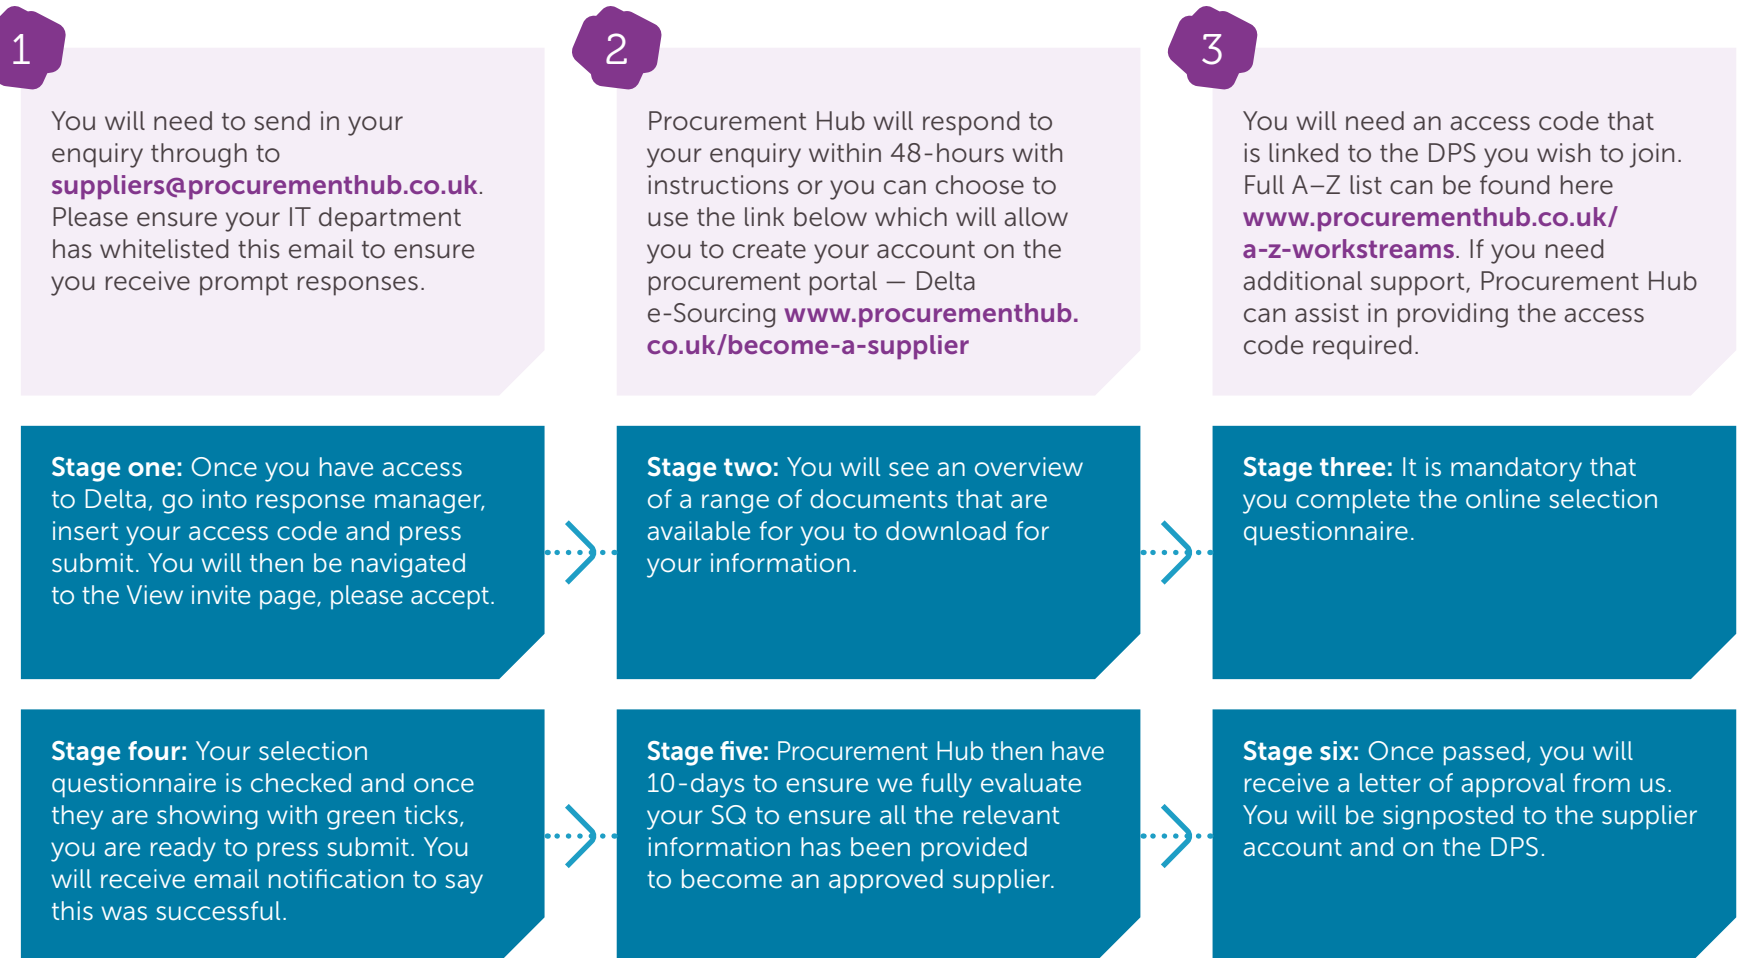 1
You will need to send in your
enquiry through to
suppliers@procurementhub.co.uk.
Please ensure your IT department
has whitelisted this email to ensure
you receive prompt responses.
2
Procurement Hub will respond to
your enquiry within 48-hours with
instructions or you can choose to
use the link below which will allow
you to create your account on the
procurement portal — Delta
e-Sourcing www.procurementhub.
co.uk/become-a-supplier
3
You will need an access code that
is linked to the DPS you wish to join.
Full A–Z list can be found here
www.procurementhub.co.uk/
a-z-workstreams. If you need
additional support, Procurement Hub
can assist in providing the access
code required.
Stage one: Once you have access
to Delta, go into response manager,
insert your access code and press
submit. You will then be navigated
to the View invite page, please accept.
Stage two: You will see an overview
of a range of documents that are
available for you to download for
your information.
Stage three: It is mandatory that
you complete the online selection
questionnaire.
Stage four: Your selection
questionnaire is checked and once
they are showing with green ticks,
you are ready to press submit. You
will receive email notification to say
this was successful.
Stage five: Procurement Hub then have
10-days to ensure we fully evaluate
your SQ to ensure all the relevant
information has been provided
to become an approved supplier.
Stage six: Once passed, you will
receive a letter of approval from us.
You will be signposted to the supplier
account and on the DPS.